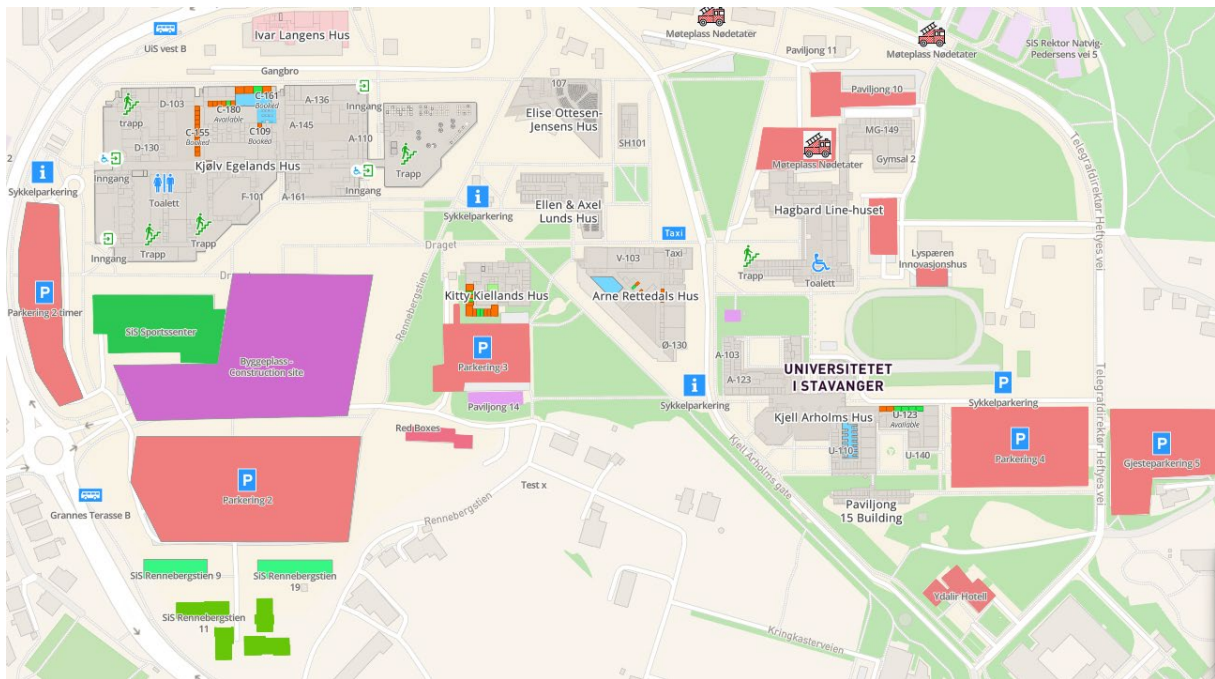 Ivar Langens Hus
UiS vest B
Møteplass Nødetater
Paviljong 11
Møteplass Nødetater
SiS Rektor Natvig-
Pedersens vei 5
Gangbro
D-103
trapp
C-161
Booked
C-180
Available
A-136
Inngang
107
Elise Ottesen-
Jensens Hus
Paviljong 10
C-155
Booked
C109
Booked
A-145
A-110
SH101
MG-149
D-130
Kjølv Egelands Hus
Møteplass Nødetater
Gymsal 2
2
Sykkelparkering
Inngang
Toalett
F-101
A-161
Inngang
Trapp
Ellen & Axel
Lunds Hus
Sykkelparkering
Hagbard Line-huset
Telegrafdirektør Heftyes vei
Trapp
Trapp
Inngang
Draget
Taxi
V-103
Taxi
Trapp
Toalett
Lyspæren
Innovasjonshus
P
Parkering 2 timer
Kitty Kiellands Hus
Arne Rettedals Hus
Rennebergstien
SiS Sportssenter
Byggeplass -
Construction site
P
Parkering 3
Ø-130
A-103
A-123
UNIVERSITETET
I STAVANGER
P
Sykkelparkering
Paviljong 14
Sykkelparkering
Telegrafdirektør Heftyes vei
Red Boxes
Kjell Arholms Hus
U-123
Available
U-110
U-140
P
Parkering 4
P
Gjesteparkering 5
Kjell Arholms gate
P
Parkering 2
Test x
Grannes Terasse B
Rennebergstien
Paviljong
15 Building
SiS Rennebergstien 9
SiS Rennebergstien
19
SiS Rennebergstien
11
Ydalir Hotell
Kringkasterveien